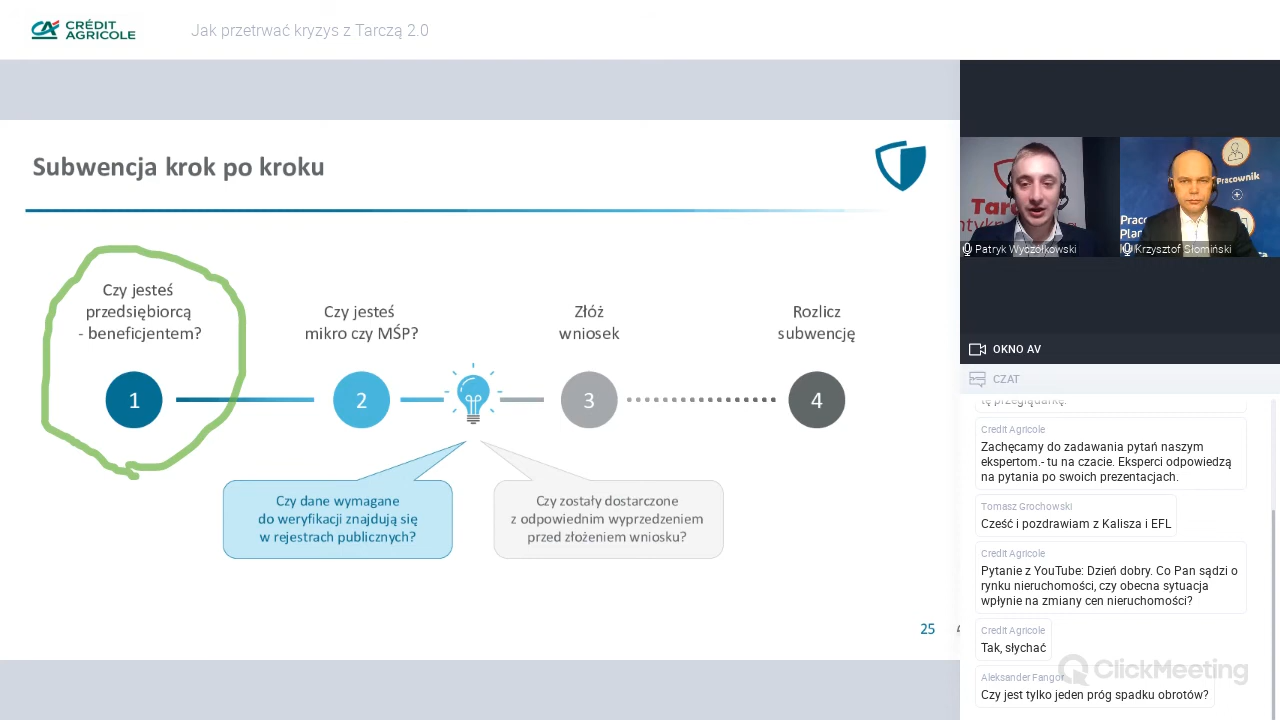 CRÉDIT
AGRICOLE
Jak przetrwać kryzys z Tarczą 2.0
Subwencja krok po kroku
Czy jesteś
przedsiębiorcą
- beneficjentem?
Czy jesteś
mikro czy MŚP?
Złóż
wniosek
Rozlicz
subwencję
1
2
3
4
Czy dane wymagane
do weryfikacji znajdują się
w rejestrach publicznych?
Czy zostały dostarczone
z odpowiednim wyprzedzeniem
przed złożeniem wniosku?
25
Pracownik
Patryk Wyczółkowski
Krzysztof Słomiński
OKNO AV
CZAT
tę przeglądarkę.
Credit Agricole
Zachęcamy do zadawania pytań naszym
ekspertom.- tu na czacie. Eksperci odpowiedzą
na pytania po swoich prezentacjach.
Tomasz Grochowski
Cześć i pozdrawiam z Kalisza i EFL
Credit Agricole
Pytanie z YouTube: Dzień dobry. Co Pan sądzi o
rynku nieruchomości, czy obecna sytuacja
wpłynie na zmiany cen nieruchomości?
Credit Agricole
Tak, słychać
ClickMeeting
Aleksander Fangor
Czy jest tylko jeden próg spadku obrotów?